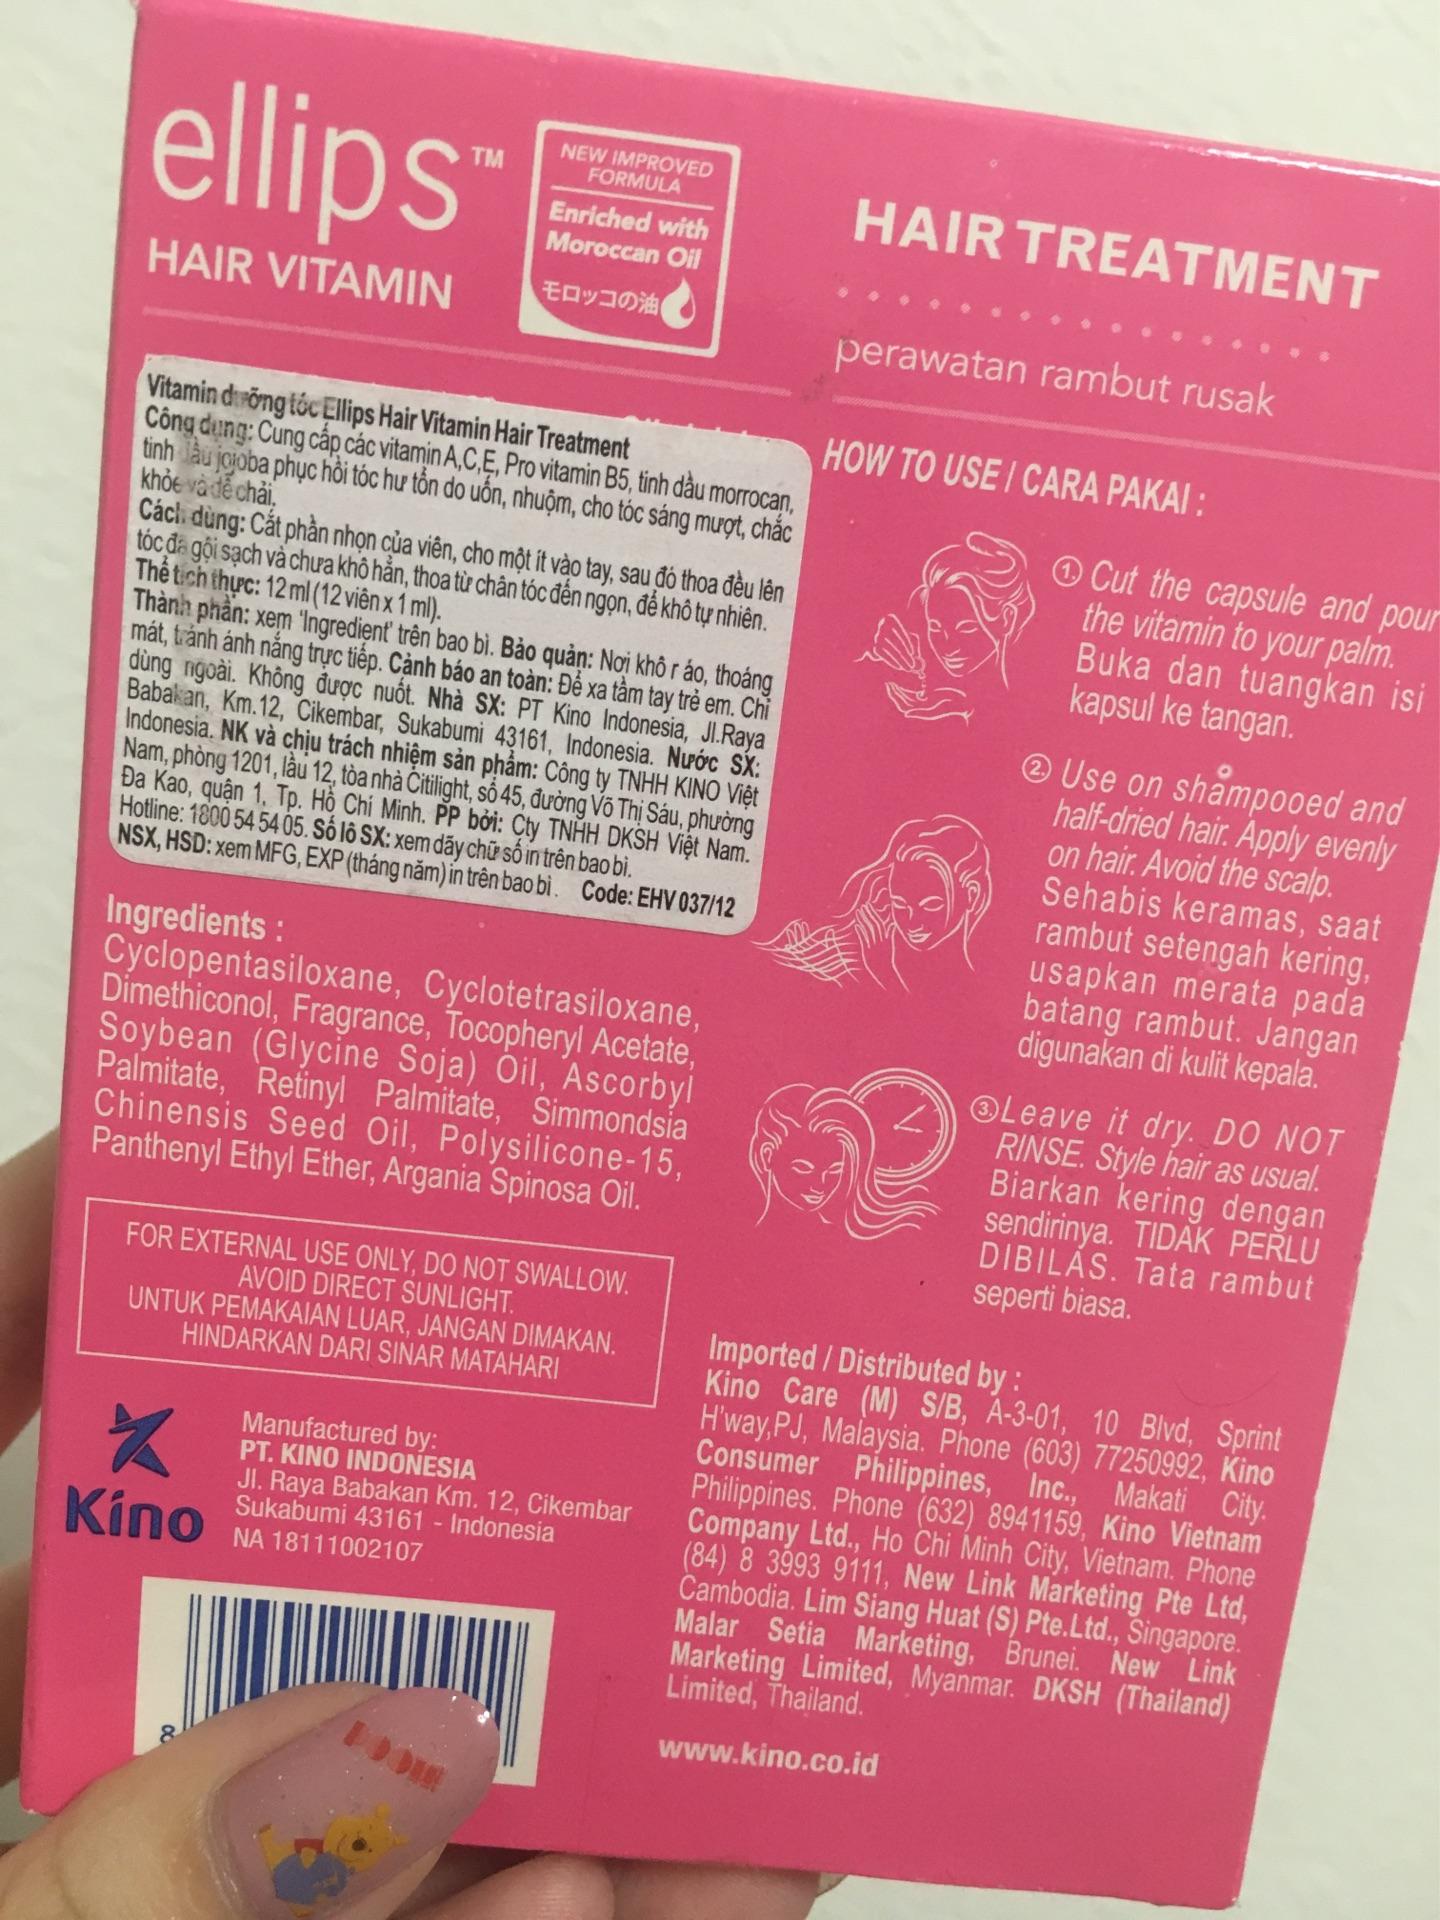 ellips™
HAIR VITAMIN
NEW IMPROVED
FORMULA
Enriched with
Moroccan Oil
モロッコの油
HAIR TREATMENT
perawatan rambut rusak
Vitamin dưỡng tóc Ellips Hair Vitamin Hair Treatment
Công dụng: Cung cấp các vitamin A,C,E, Pro vitamin B5, tinh dầu morrocan,
tinh dầu jojoba phục hồi tóc hư tổn do uốn, nhuộm, cho tóc sáng mượt, chắc
khỏe và dễ chải.
Cách dùng: Cắt phần nhọn của viên, cho một ít vào tay, sau đó thoa đều lên
tóc đã gội sạch và chưa khô hẳn, thoa từ chân tóc đến ngọn, để khô tự nhiên.
Thể tích thực: 12 ml (12 viên x 1 ml).
Thành phần: xem 'Ingredient' trên bao bì. Bảo quản: Nơi khô ráo, thoáng
mát, tránh ánh nắng trực tiếp. Cảnh báo an toàn: Để xa tầm tay trẻ em. Chỉ
dùng ngoài. Không được nuốt. Nhà SX: PT Kino Indonesia, Jl.Raya
Babakan, Km.12, Cikembar, Sukabumi 43161, Indonesia. Nước SX:
Indonesia. NK và chịu trách nhiệm sản phẩm: Công ty TNHH KINO Việt
Nam, phòng 1201, lầu 12, tòa nhà Citilight, số 45, đường Võ Thị Sáu, phường
Đa Kao, quận 1, Tp. Hồ Chí Minh. PP bởi: Cty TNHH DKSH Việt Nam.
Hotline: 1800 54 54 05. Số lô SX: xem dãy chữ số in trên bao bì.
NSX, HSD: xem MFG, EXP (tháng năm) in trên bao bì. Code: EHV 037/12
Ingredients :
Cyclopentasiloxane, Cyclotetrasiloxane,
Dimethiconol, Fragrance, Tocopheryl Acetate,
Soybean (Glycine Soja) Oil, Ascorbyl
Palmitate, Retinyl Palmitate, Simmondsia
Chinensis Seed Oil, Polysilicone-15,
Panthenyl Ethyl Ether, Argania Spinosa Oil.
FOR EXTERNAL USE ONLY, DO NOT SWALLOW.
AVOID DIRECT SUNLIGHT.
UNTUK PEMAKAIAN LUAR, JANGAN DIMAKAN.
HINDARKAN DARI SINAR MATAHARI
Kino
Manufactured by:
PT. KINO INDONESIA
Jl. Raya Babakan Km. 12, Cikembar
Sukabumi 43161 - Indonesia
NA 18111002107
8
POOH
HOW TO USE / CARA PAKAI :
1. Cut the capsule and pour
the vitamin to your palm.
Buka dan tuangkan isi
kapsul ke tangan.
2. Use on shampooed and
half-dried hair. Apply evenly
on hair. Avoid the scalp.
Sehabis keramas, saat
rambut setengah kering,
usapkan merata pada
batang rambut. Jangan
digunakan di kulit kepala.
3. Leave it dry. DO NOT
RINSE. Style hair as usual.
Biarkan kering dengan
sendirinya. TIDAK PERLU
DIBILAS. Tata rambut
seperti biasa.
Imported / Distributed by :
Kino Care (M) S/B, A-3-01, 10 Blvd, Sprint
H'way,PJ, Malaysia. Phone (603) 77250992, Kino
Consumer Philippines, Inc., Makati City.
Philippines. Phone (632) 8941159, Kino Vietnam
Company Ltd., Ho Chi Minh City, Vietnam. Phone
(84) 8 3993 9111, New Link Marketing Pte Ltd,
Cambodia. Lim Siang Huat (S) Pte.Ltd., Singapore.
Malar Setia Marketing, Brunei. New Link
Marketing Limited, Myanmar. DKSH (Thailand)
Limited, Thailand.
www.kino.co.id